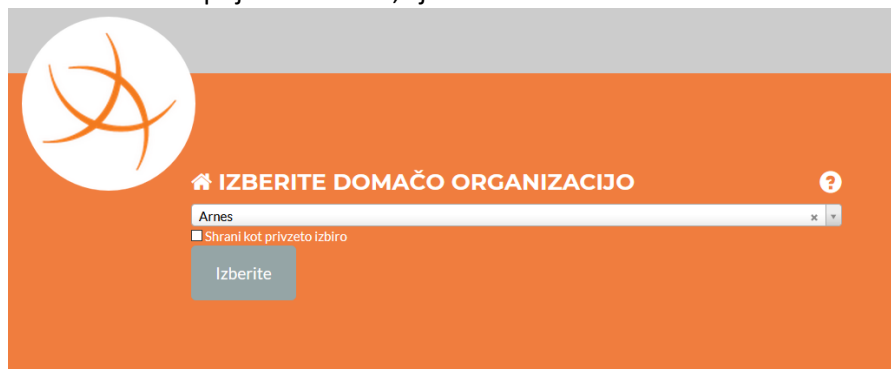 IZBERITE DOMAČO ORGANIZACIJO
?
Arnes
×
Shrani kot privzeto izbiro
Izberite